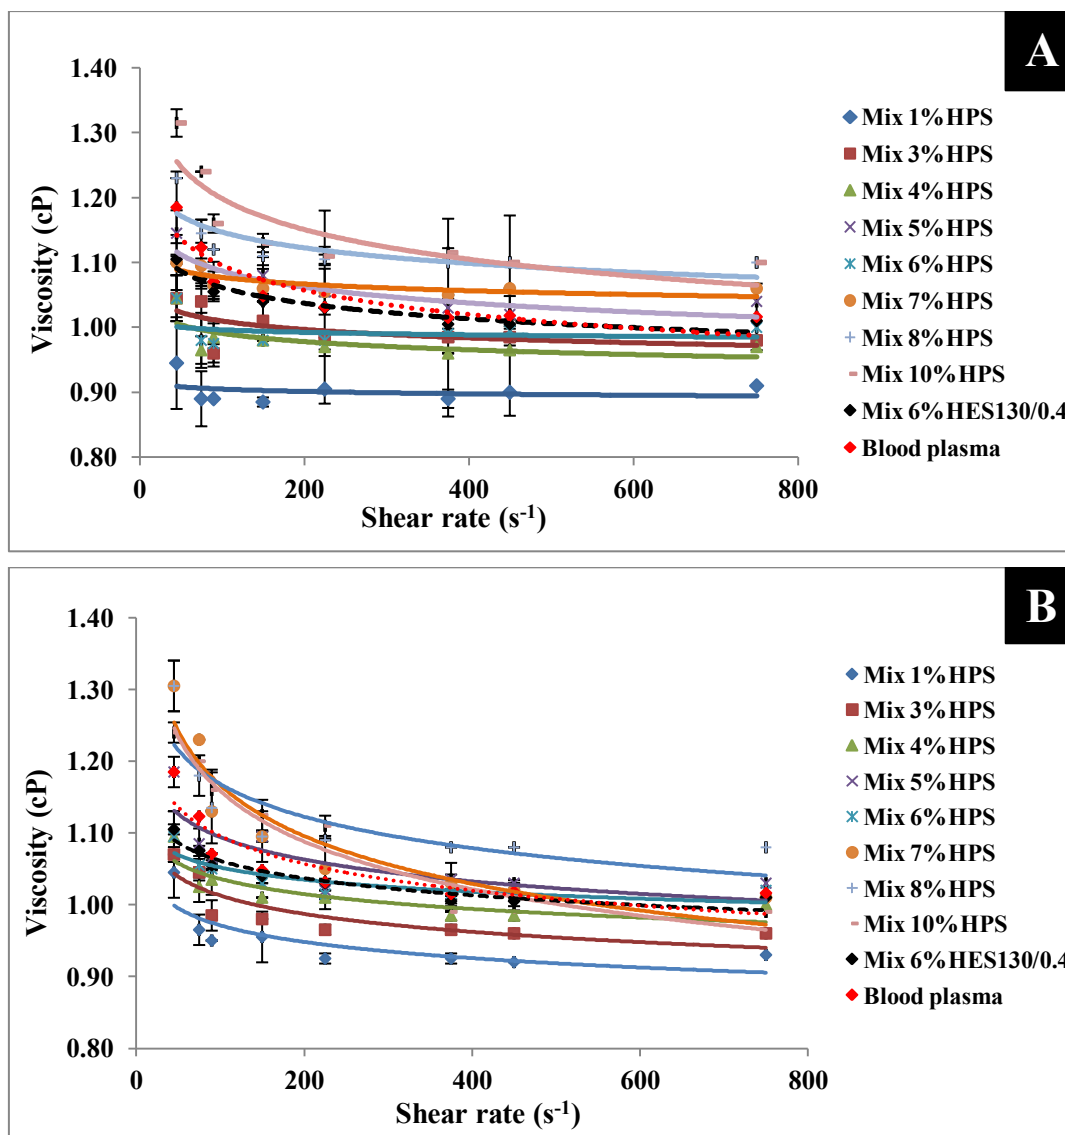 A
1.40
1.30
1.20
1.10
1.00
0.90
0.80
Viscosity (cP)
0 200 400 600 800
Shear rate (s⁻¹)
Mix 1%HPS
Mix 3%HPS
Mix 4%HPS
Mix 5%HPS
Mix 6%HPS
Mix 7%HPS
Mix 8%HPS
Mix 10%HPS
Mix 6%HES130/0.4
Blood plasma
B
1.40
1.30
1.20
1.10
1.00
0.90
0.80
Viscosity (cP)
0 200 400 600 800
Shear rate (s⁻¹)
Mix 1%HPS
Mix 3%HPS
Mix 4%HPS
Mix 5%HPS
Mix 6%HPS
Mix 7%HPS
Mix 8%HPS
Mix 10%HPS
Mix 6%HES130/0.4
Blood plasma